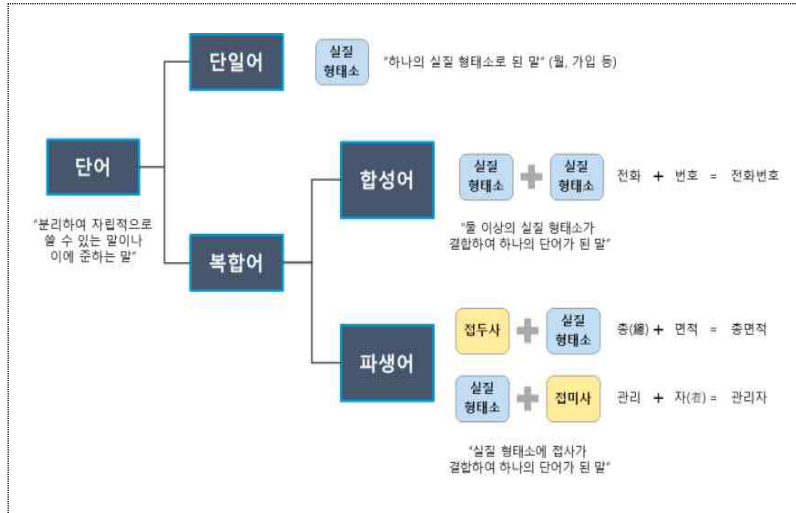 단일어
실질
형태소
"하나의 실질 형태소로 된 말" (월, 가입 등)
단어
"분리하여 자립적으로
쓸 수 있는 말이나
이에 준하는 말"
복합어
합성어
실질
형태소
실질
형태소
전화 + 번호 = 전화번호
"둘 이상의 실질 형태소가
결합하여 하나의 단어가 된 말"
파생어
접두사
실질
형태소
총(總) + 면적 = 총면적
실질
형태소
접미사
관리 + 자(者) = 관리자
"실질 형태소에 접사가
결합하여 하나의 단어가 된 말"